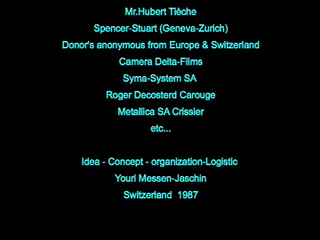 Mr.Hubert Tièche
Spencer-Stuart (Geneva-Zurich)
Donor's anonymous from Europe & Switzerland
Camera Delta-Films
Syma-System SA
Roger Decosterd Carouge
Metallica SA Crissier
etc...
Idea - Concept - organization-Logistic
Youri Messen-Jaschin
Switzerland  1987